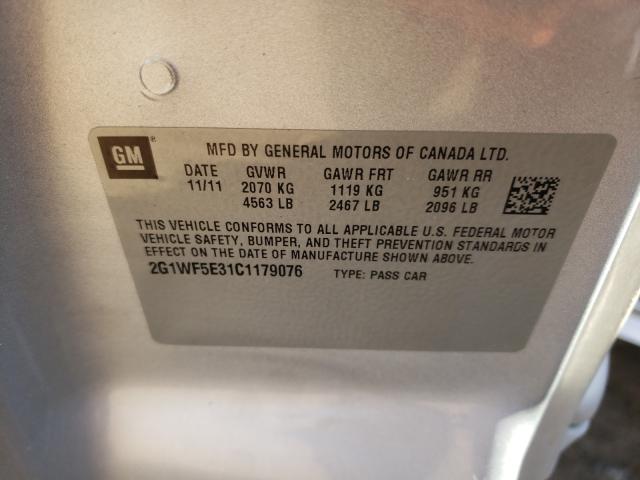 GM® MFD BY GENERAL MOTORS OF CANADA LTD.
DATE GVWR GAWR FRT GAWR RR
11/11 2070 KG 1119 KG 951 KG
4563 LB 2467 LB 2096 LB
THIS VEHICLE CONFORMS TO ALL APPLICABLE U.S. FEDERAL MOTOR
VEHICLE SAFETY, BUMPER, AND THEFT PREVENTION STANDARDS IN
EFFECT ON THE DATE OF MANUFACTURE SHOWN ABOVE.
2G1WF5E31C1179076 TYPE: PASS CAR